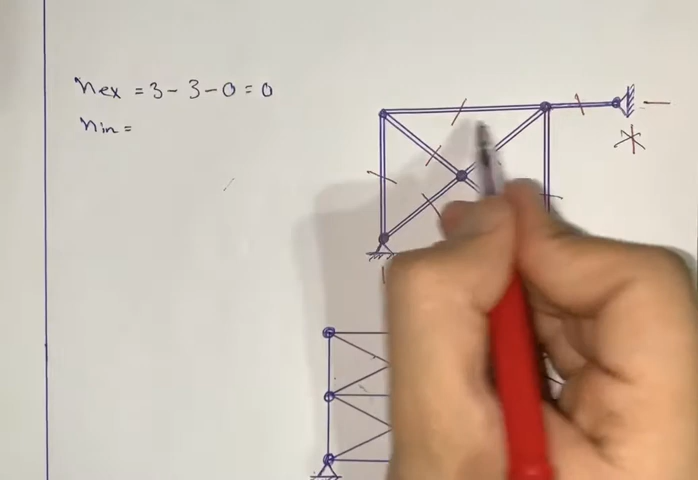 nex = 3 - 3 - 0 = 0
nin =